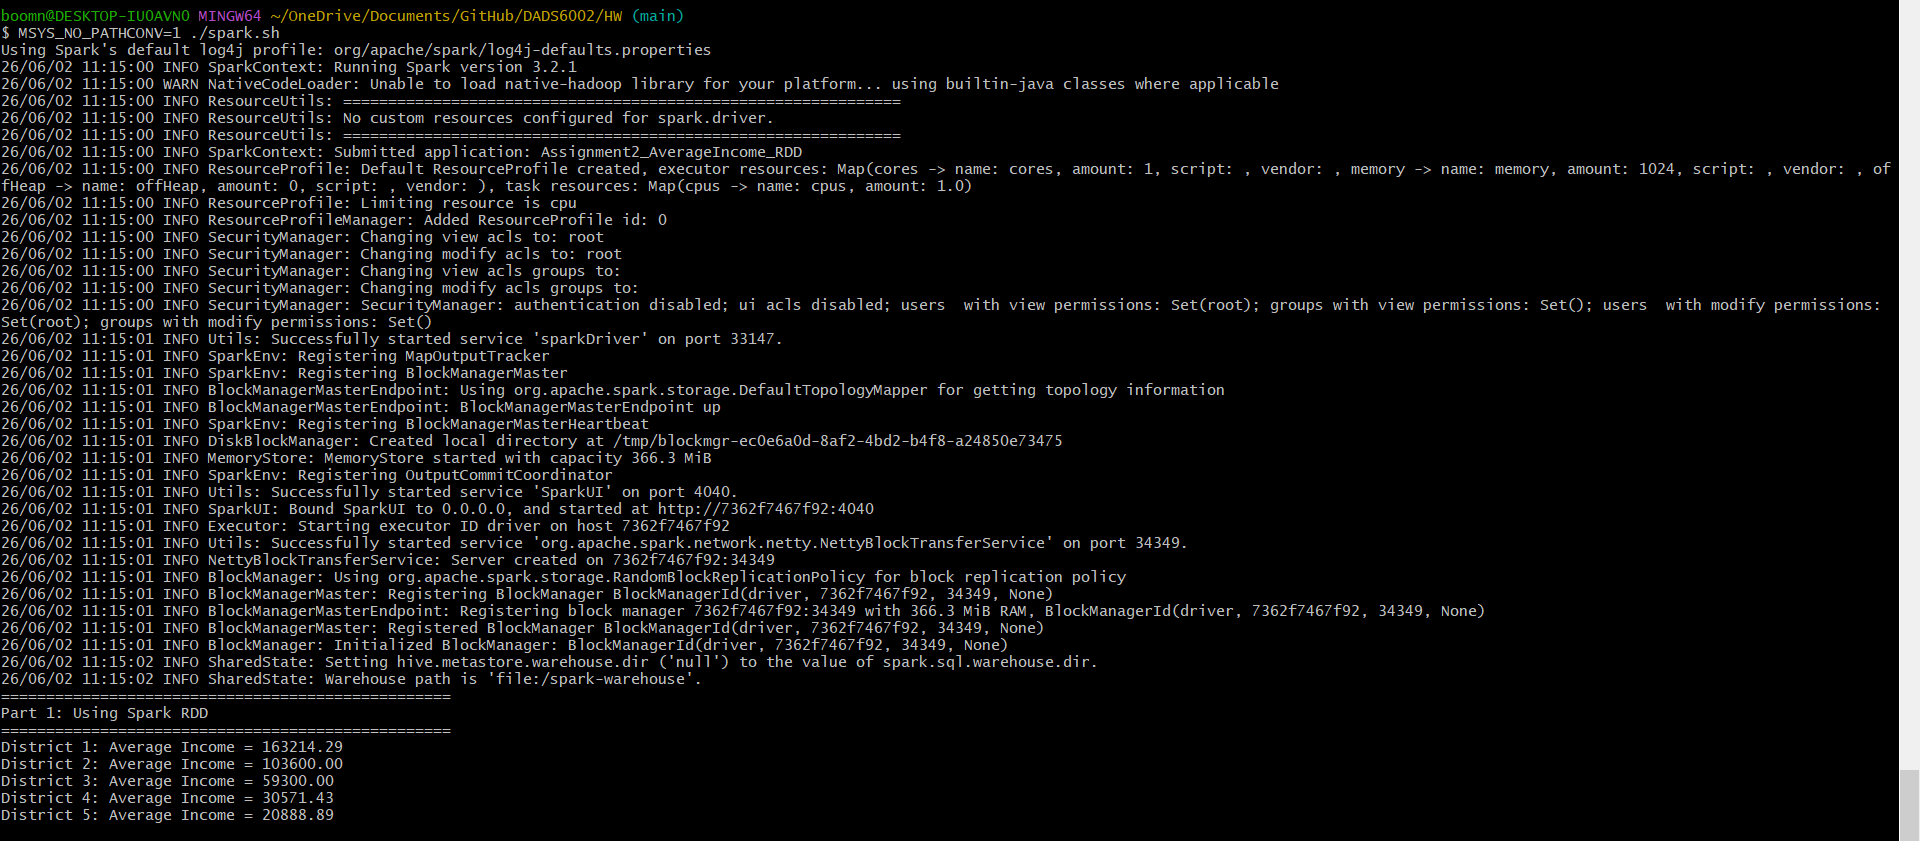 boomn@DESKTOP-IU0AVN0 MINGW64 ~/OneDrive/Documents/GitHub/DADS6002/HW (main)
$ MSYS_NO_PATHCONV=1 ./spark.sh
Using Spark's default log4j profile: org/apache/spark/log4j-defaults.properties
26/06/02 11:15:00 INFO SparkContext: Running Spark version 3.2.1
26/06/02 11:15:00 WARN NativeCodeLoader: Unable to load native-hadoop library for your platform... using builtin-java classes where applicable
26/06/02 11:15:00 INFO ResourceUtils: ==============================================================
26/06/02 11:15:00 INFO ResourceUtils: No custom resources configured for spark.driver.
26/06/02 11:15:00 INFO ResourceUtils: ==============================================================
26/06/02 11:15:00 INFO SparkContext: Submitted application: Assignment2_AverageIncome_RDD
26/06/02 11:15:00 INFO ResourceProfile: Default ResourceProfile created, executor resources: Map(cores -> name: cores, amount: 1, script: , vendor: , memory -> name: memory, amount: 1024, script: , vendor: , of
fHeap -> name: offHeap, amount: 0, script: , vendor: ), task resources: Map(cpus -> name: cpus, amount: 1.0)
26/06/02 11:15:00 INFO ResourceProfile: Limiting resource is cpu
26/06/02 11:15:00 INFO ResourceProfileManager: Added ResourceProfile id: 0
26/06/02 11:15:00 INFO SecurityManager: Changing view acls to: root
26/06/02 11:15:00 INFO SecurityManager: Changing modify acls to: root
26/06/02 11:15:00 INFO SecurityManager: Changing view acls groups to:
26/06/02 11:15:00 INFO SecurityManager: Changing modify acls groups to:
26/06/02 11:15:00 INFO SecurityManager: SecurityManager: authentication disabled; ui acls disabled; users  with view permissions: Set(root); groups with view permissions: Set(); users  with modify permissions:
Set(root); groups with modify permissions: Set()
26/06/02 11:15:01 INFO Utils: Successfully started service 'sparkDriver' on port 33147.
26/06/02 11:15:01 INFO SparkEnv: Registering MapOutputTracker
26/06/02 11:15:01 INFO SparkEnv: Registering BlockManagerMaster
26/06/02 11:15:01 INFO BlockManagerMasterEndpoint: Using org.apache.spark.storage.DefaultTopologyMapper for getting topology information
26/06/02 11:15:01 INFO BlockManagerMasterEndpoint: BlockManagerMasterEndpoint up
26/06/02 11:15:01 INFO SparkEnv: Registering BlockManagerMasterHeartbeat
26/06/02 11:15:01 INFO DiskBlockManager: Created local directory at /tmp/blockmgr-ec0e6a0d-8af2-4bd2-b4f8-a24850e73475
26/06/02 11:15:01 INFO MemoryStore: MemoryStore started with capacity 366.3 MiB
26/06/02 11:15:01 INFO SparkEnv: Registering OutputCommitCoordinator
26/06/02 11:15:01 INFO Utils: Successfully started service 'SparkUI' on port 4040.
26/06/02 11:15:01 INFO SparkUI: Bound SparkUI to 0.0.0.0, and started at http://7362f7467f92:4040
26/06/02 11:15:01 INFO Executor: Starting executor ID driver on host 7362f7467f92
26/06/02 11:15:01 INFO Utils: Successfully started service 'org.apache.spark.network.netty.NettyBlockTransferService' on port 34349.
26/06/02 11:15:01 INFO NettyBlockTransferService: Server created on 7362f7467f92:34349
26/06/02 11:15:01 INFO BlockManager: Using org.apache.spark.storage.RandomBlockReplicationPolicy for block replication policy
26/06/02 11:15:01 INFO BlockManagerMaster: Registering BlockManager BlockManagerId(driver, 7362f7467f92, 34349, None)
26/06/02 11:15:01 INFO BlockManagerMasterEndpoint: Registering block manager 7362f7467f92:34349 with 366.3 MiB RAM, BlockManagerId(driver, 7362f7467f92, 34349, None)
26/06/02 11:15:01 INFO BlockManagerMaster: Registered BlockManager BlockManagerId(driver, 7362f7467f92, 34349, None)
26/06/02 11:15:01 INFO BlockManager: Initialized BlockManager: BlockManagerId(driver, 7362f7467f92, 34349, None)
26/06/02 11:15:02 INFO SharedState: Setting hive.metastore.warehouse.dir ('null') to the value of spark.sql.warehouse.dir.
26/06/02 11:15:02 INFO SharedState: Warehouse path is 'file:/spark-warehouse'.
==================================================
Part 1: Using Spark RDD
==================================================
District 1: Average Income = 163214.29
District 2: Average Income = 103600.00
District 3: Average Income = 59300.00
District 4: Average Income = 30571.43
District 5: Average Income = 20888.89